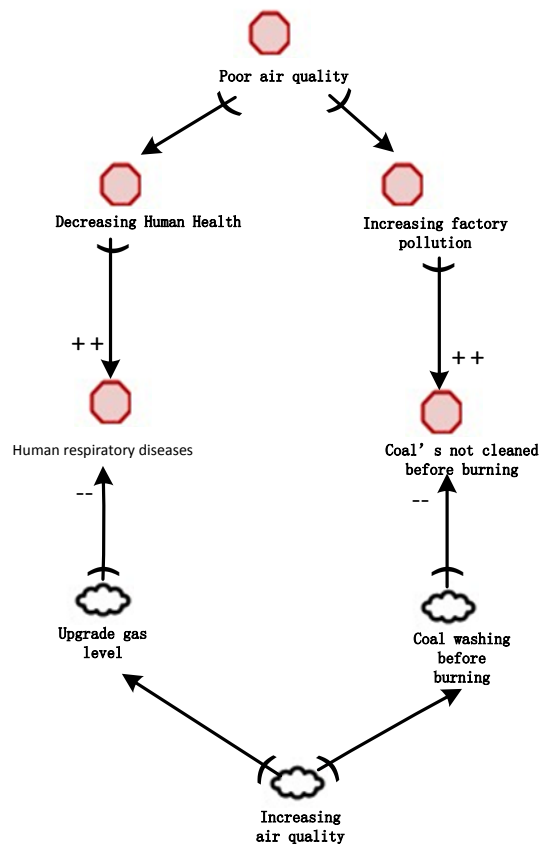 Poor air quality
Decreasing Human Health
Increasing factory
pollution
++
++
Human respiratory diseases
Coal's not cleaned
before burning
--
--
Upgrade gas
level
Coal washing
before
burning
Increasing
air quality